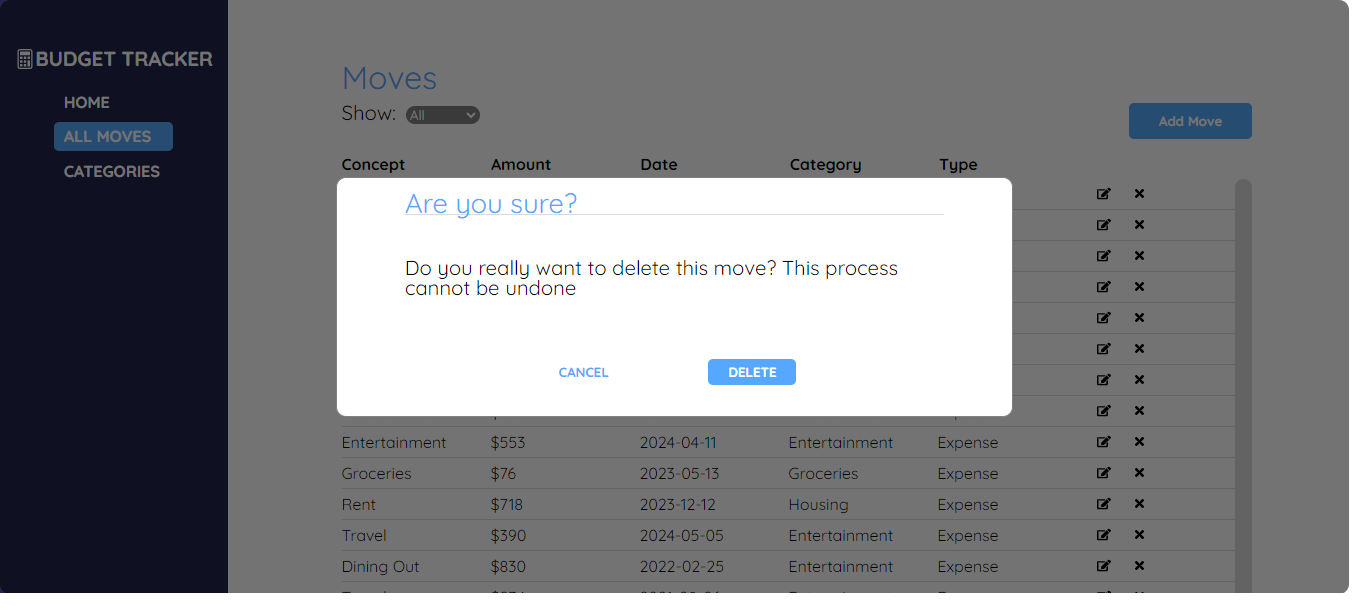 BUDGET TRACKER
HOME
ALL MOVES
CATEGORIES
Moves
Show: All
Add Move
Concept Amount Date Category Type
Are you sure?
Do you really want to delete this move? This process
cannot be undone
CANCEL DELETE
Entertainment $553 2024-04-11 Entertainment Expense
Groceries $76 2023-05-13 Groceries Expense
Rent $718 2023-12-12 Housing Expense
Travel $390 2024-05-05 Entertainment Expense
Dining Out $830 2022-02-25 Entertainment Expense